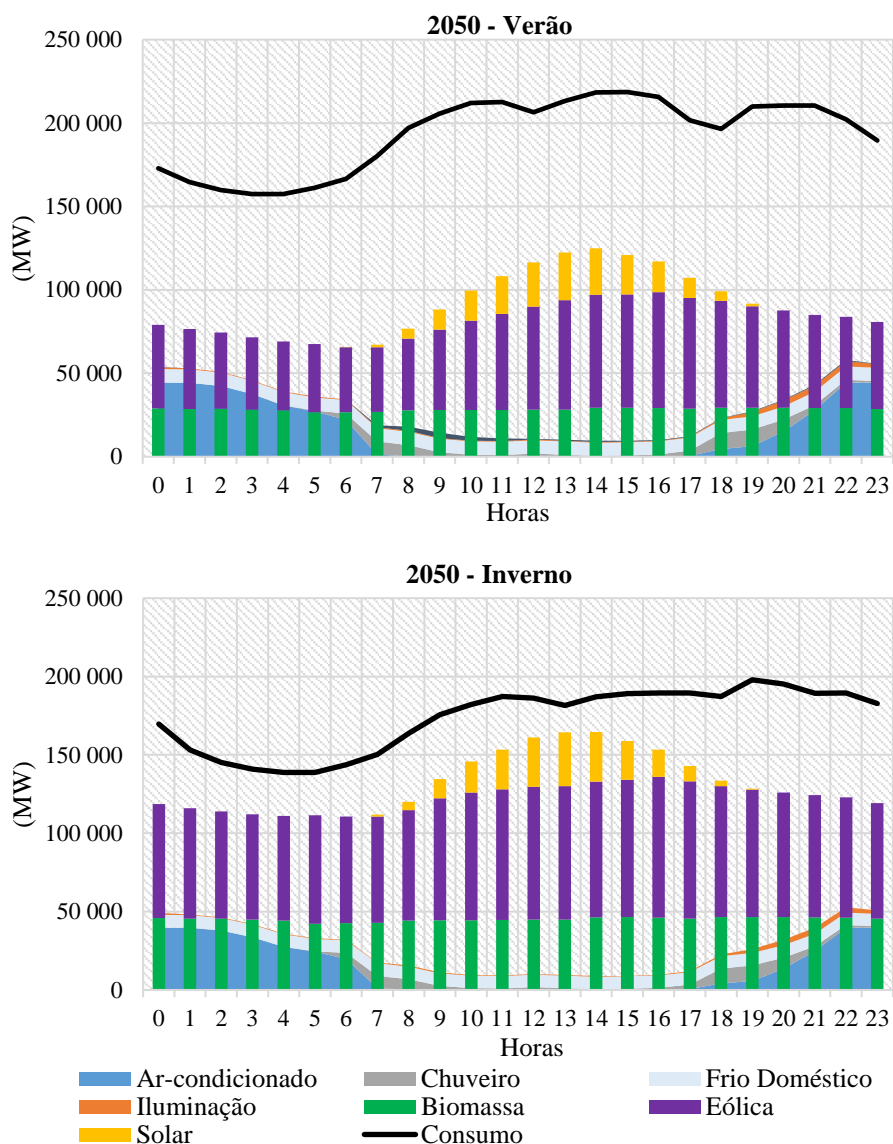 2050 - Verão
250 000
200 000
150 000
100 000
50 000
0
(MW)
0 1 2 3 4 5 6 7 8 9 10 11 12 13 14 15 16 17 18 19 20 21 22 23
Horas
2050 - Inverno
250 000
200 000
150 000
100 000
50 000
0
(MW)
0 1 2 3 4 5 6 7 8 9 10 11 12 13 14 15 16 17 18 19 20 21 22 23
Horas
Ar-condicionado Chuveiro Frio Doméstico
Iluminação Biomassa Eólica
Solar Consumo